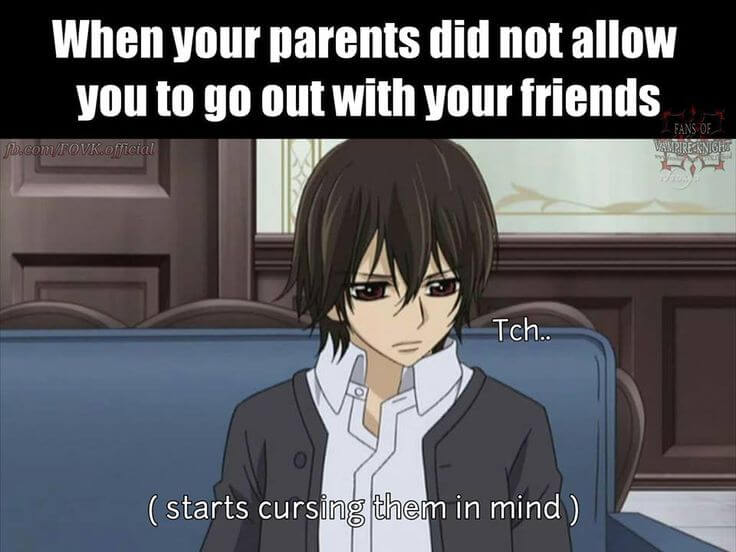 When your parents did not allow
you to go out with your friends
fb.com/FOVK.official
FANS OF
VAMPIRE KNIGHT
Tch..
( starts cursing them in mind )